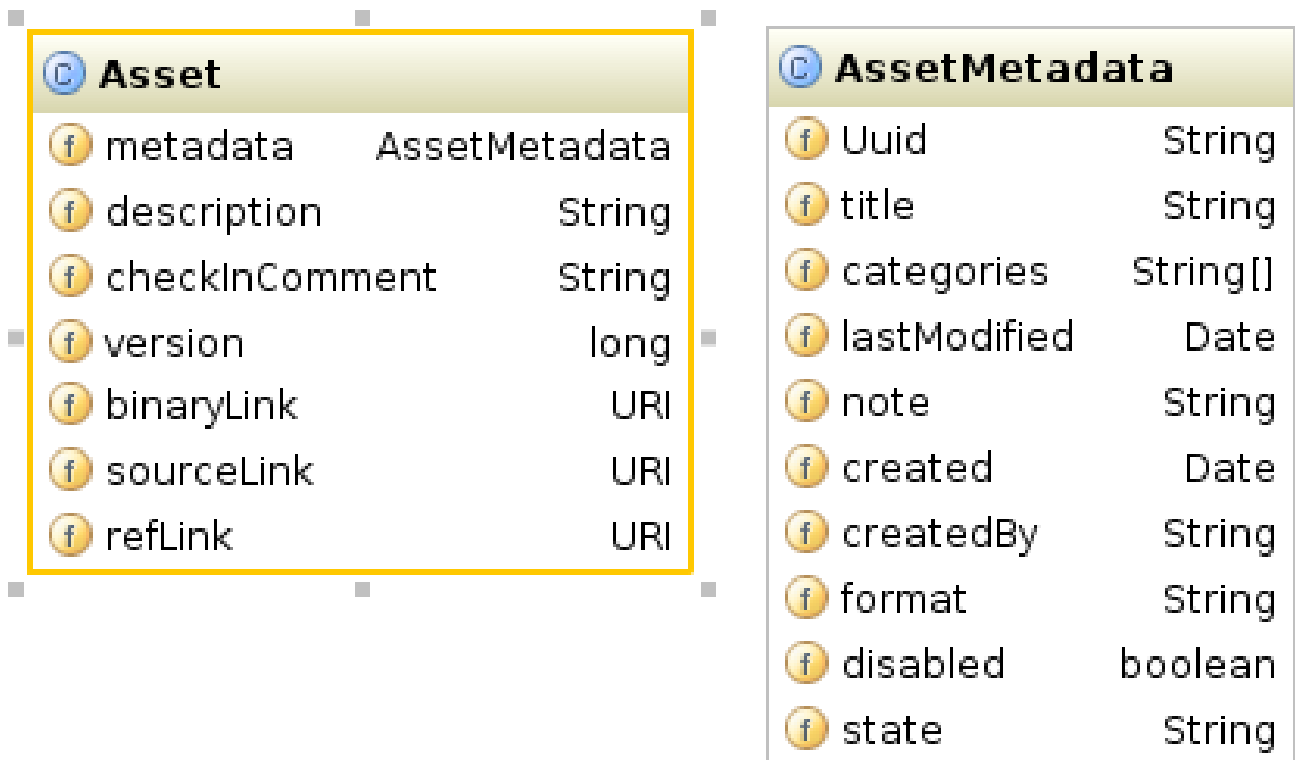 C Asset
f metadata AssetMetadata
f description String
f checkInComment String
f version long
f binaryLink URI
f sourceLink URI
f refLink URI
C AssetMetadata
f Uuid String
f title String
f categories String[]
f lastModified Date
f note String
f created Date
f createdBy String
f format String
f disabled boolean
f state String